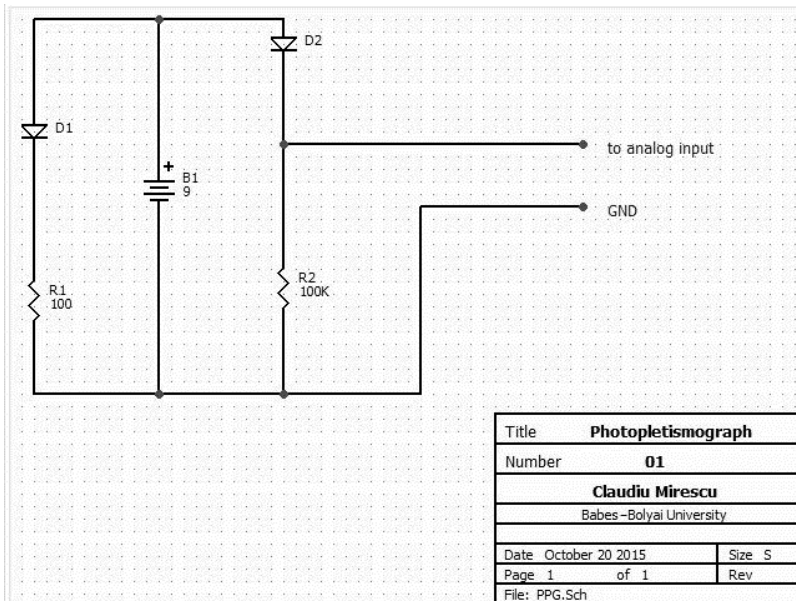 D2
D1
to analog input
+
B1
9
GND
R2
100K
R1
100
Title Photopletismograph
Number 01
Claudiu Mirescu
Babes-Bolyai University
Date October 20 2015 Size S
Page 1 of 1 Rev
File: PPG.Sch